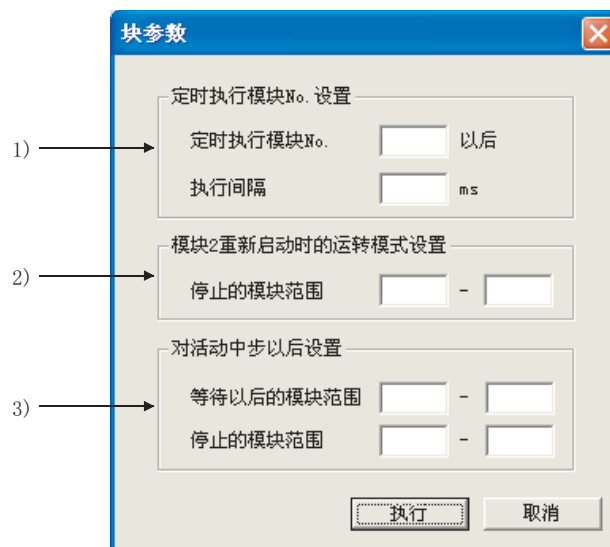 块参数
定时执行模块No.设置
1)
定时执行模块No. 以后
执行间隔 ms
模块2重新启动时的运转模式设置
2)
停止的模块范围 -
对活动中步以后设置
3)
等待以后的模块范围 -
停止的模块范围 -
执行 取消